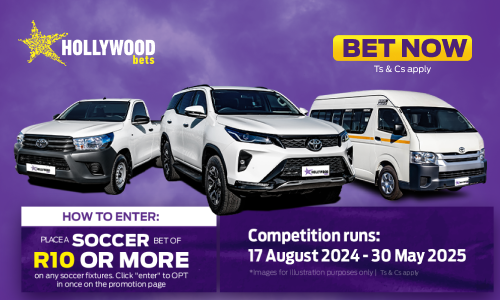 HOLLYWOOD
bets
BET NOW
Ts & Cs apply
HOW TO ENTER:
PLACE A SOCCER BET OF
R10 OR MORE
on any soccer fixtures. Click "enter" to OPT
in once on the promotion page
Competition runs:
17 August 2024 - 30 May 2025
*Images for illustration purposes only | Ts & Cs apply